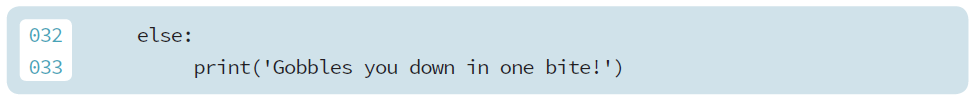 032 else:
033 print('Gobbles you down in one bite!')